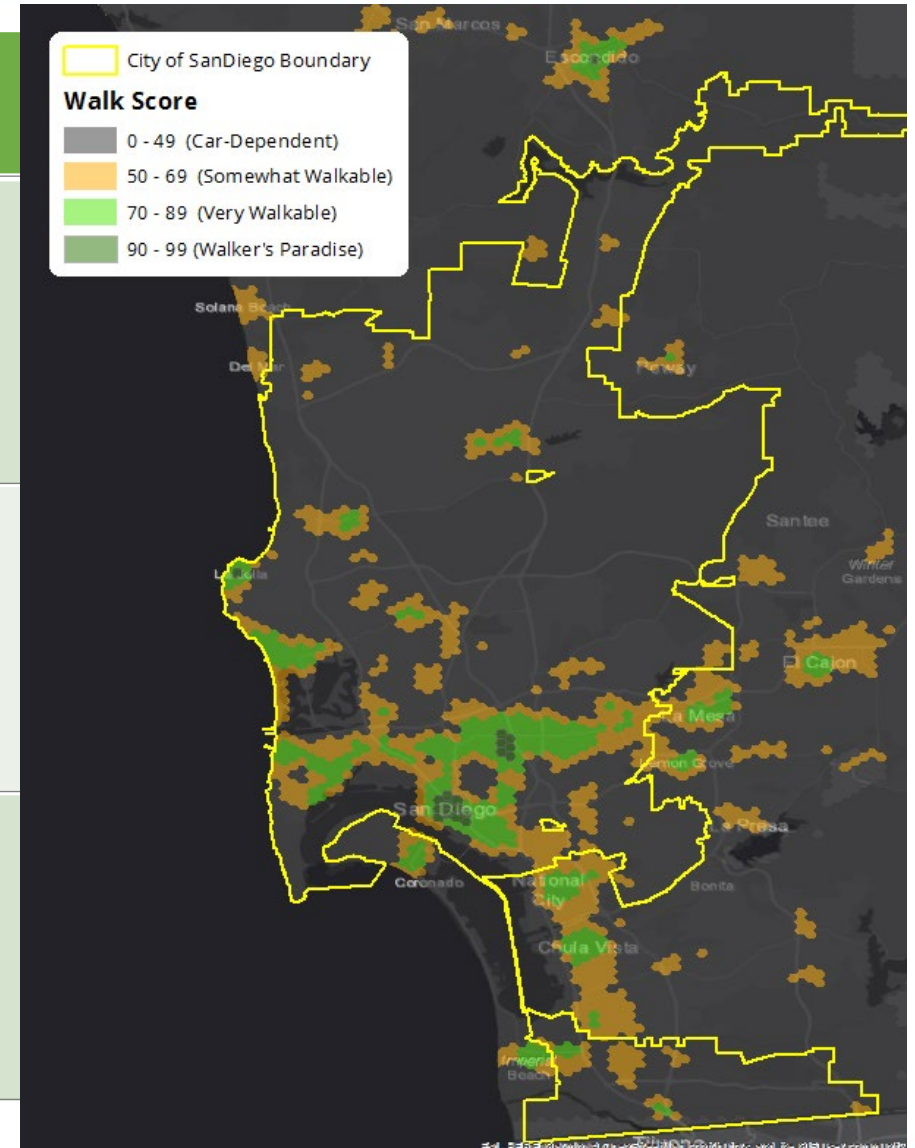 City of SanDiego Boundary
Walk Score
0 - 49 (Car-Dependent)
50 - 69 (Somewhat Walkable)
70 - 89 (Very Walkable)
90 - 99 (Walker's Paradise)
San Marcos
Escondido
Solana Beach
Del Mar
Poway
Santee
Winter
Gardens
La Jolla
El Cajon
La Mesa
Lemon Grove
San Diego
La Presa
Coronado
National
City
Bonita
Chula Vista
Imperial
Beach